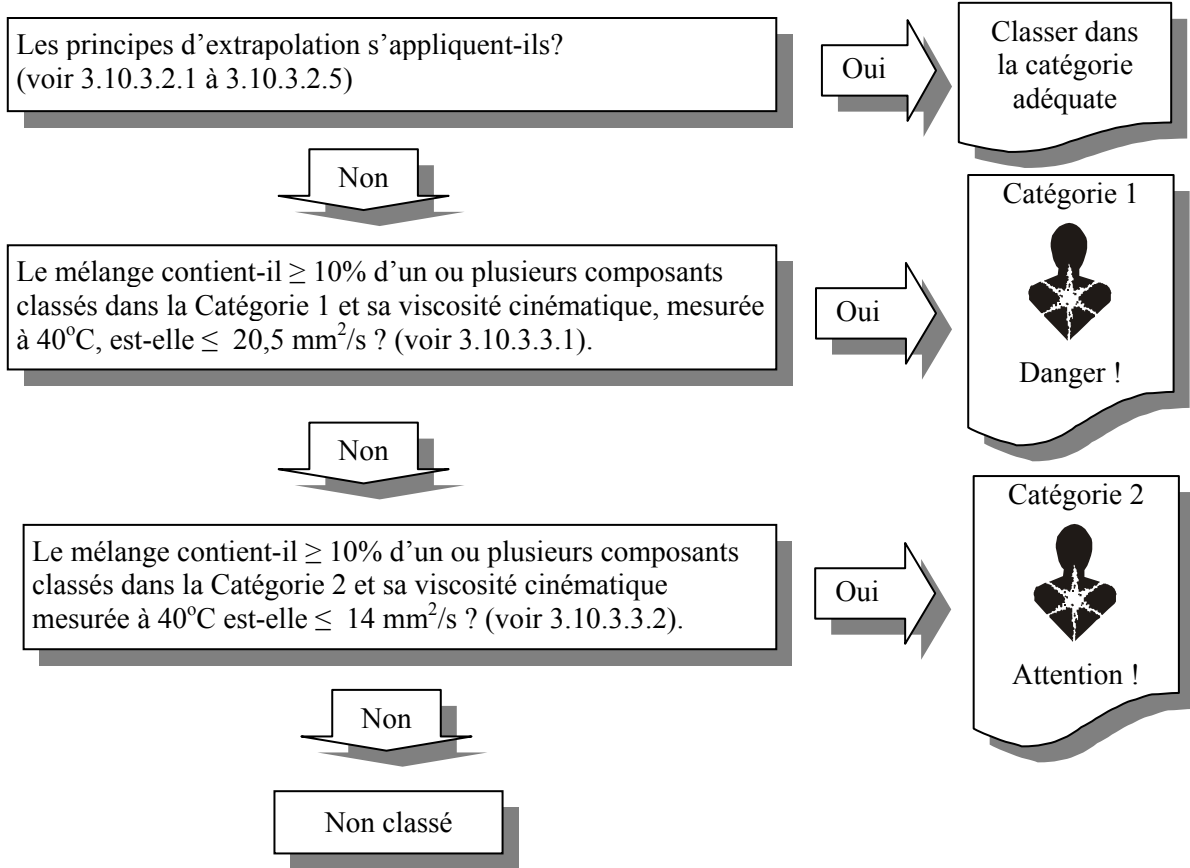 Les principes d'extrapolation s'appliquent-ils?
(voir 3.10.3.2.1 à 3.10.3.2.5)
Oui
Classer dans
la catégorie
adéquate
Non
Le mélange contient-il ≥ 10% d'un ou plusieurs composants
classés dans la Catégorie 1 et sa viscosité cinématique, mesurée
à 40°C, est-elle ≤ 20,5 mm²/s ? (voir 3.10.3.3.1).
Oui
Catégorie 1
Danger !
Non
Le mélange contient-il ≥ 10% d'un ou plusieurs composants
classés dans la Catégorie 2 et sa viscosité cinématique
mesurée à 40°C est-elle ≤ 14 mm²/s ? (voir 3.10.3.3.2).
Oui
Catégorie 2
Attention !
Non
Non classé